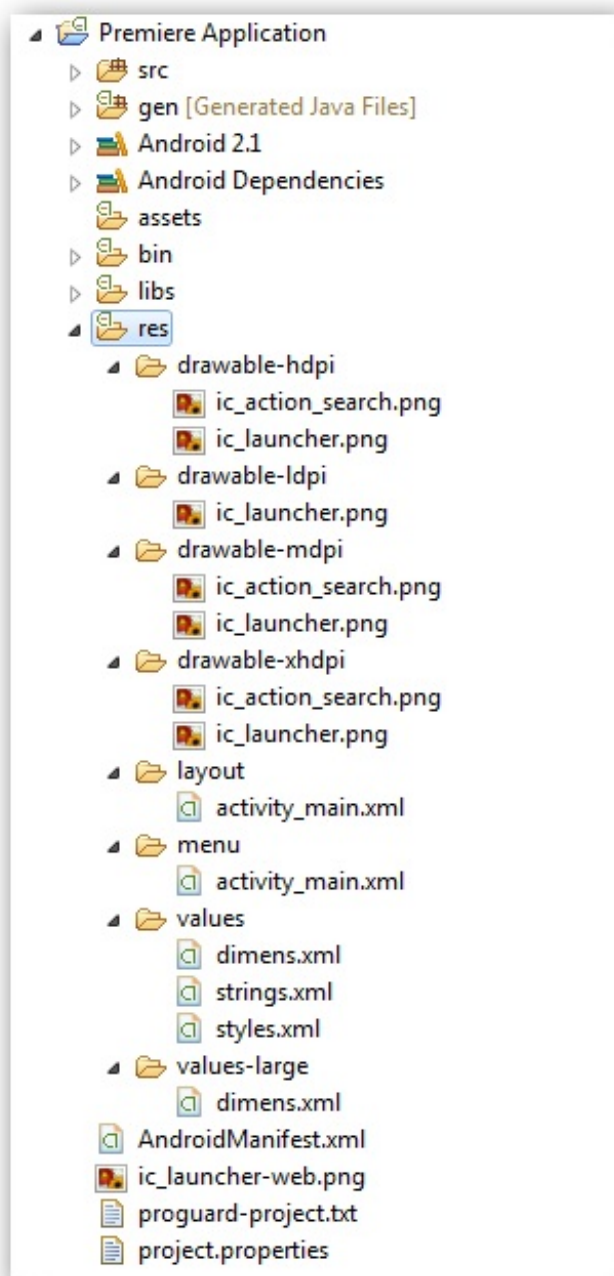 Premiere Application
src
gen [Generated Java Files]
Android 2.1
Android Dependencies
assets
bin
libs
res
drawable-hdpi
ic_action_search.png
ic_launcher.png
drawable-ldpi
ic_launcher.png
drawable-mdpi
ic_action_search.png
ic_launcher.png
drawable-xhdpi
ic_action_search.png
ic_launcher.png
layout
activity_main.xml
menu
activity_main.xml
values
dimens.xml
strings.xml
styles.xml
values-large
dimens.xml
AndroidManifest.xml
ic_launcher-web.png
proguard-project.txt
project.properties